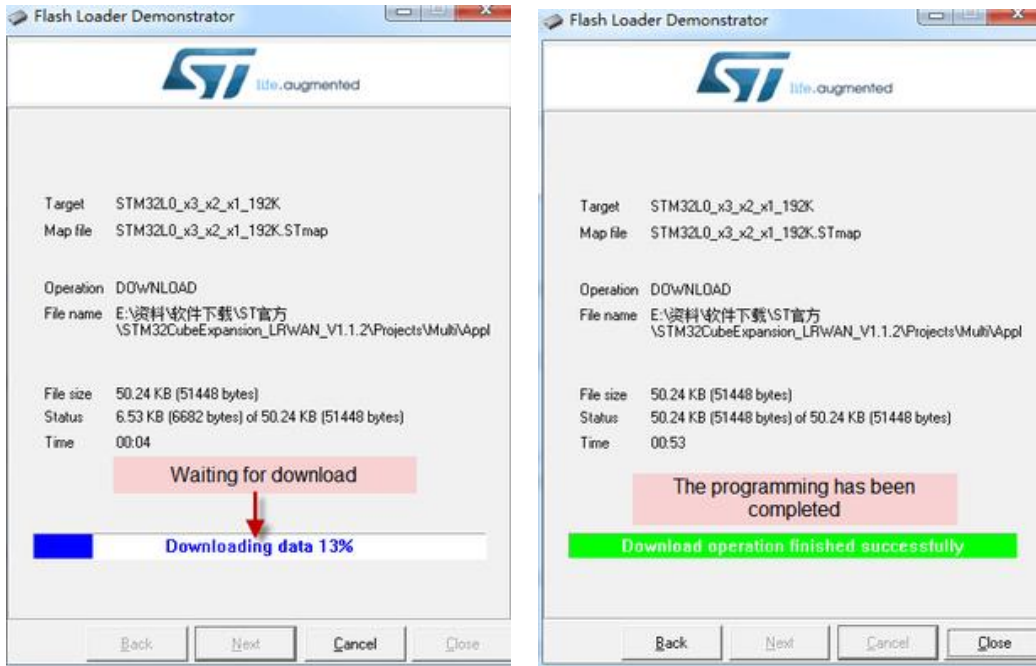 Flash Loader Demonstrator
ST life.augmented
Target STM32L0_x3_x2_x1_192K
Map file STM32L0_x3_x2_x1_192K.STmap
Operation DOWNLOAD
File name E:\资料\软件下载\ST官方
\STM32CubeExpansion_LRWAN_V1.1.2\Projects\Multi\Appl
File size 50.24 KB (51448 bytes)
Status 6.53 KB (6682 bytes) of 50.24 KB (51448 bytes)
Time 00:04
Waiting for download
Downloading data 13%
Back Next Cancel Close
Flash Loader Demonstrator
ST life.augmented
Target STM32L0_x3_x2_x1_192K
Map file STM32L0_x3_x2_x1_192K.STmap
Operation DOWNLOAD
File name E:\资料\软件下载\ST官方
\STM32CubeExpansion_LRWAN_V1.1.2\Projects\Multi\Appl
File size 50.24 KB (51448 bytes)
Status 50.24 KB (51448 bytes) of 50.24 KB (51448 bytes)
Time 00:53
The programming has been
completed
Download operation finished successfully
Back Next Cancel Close